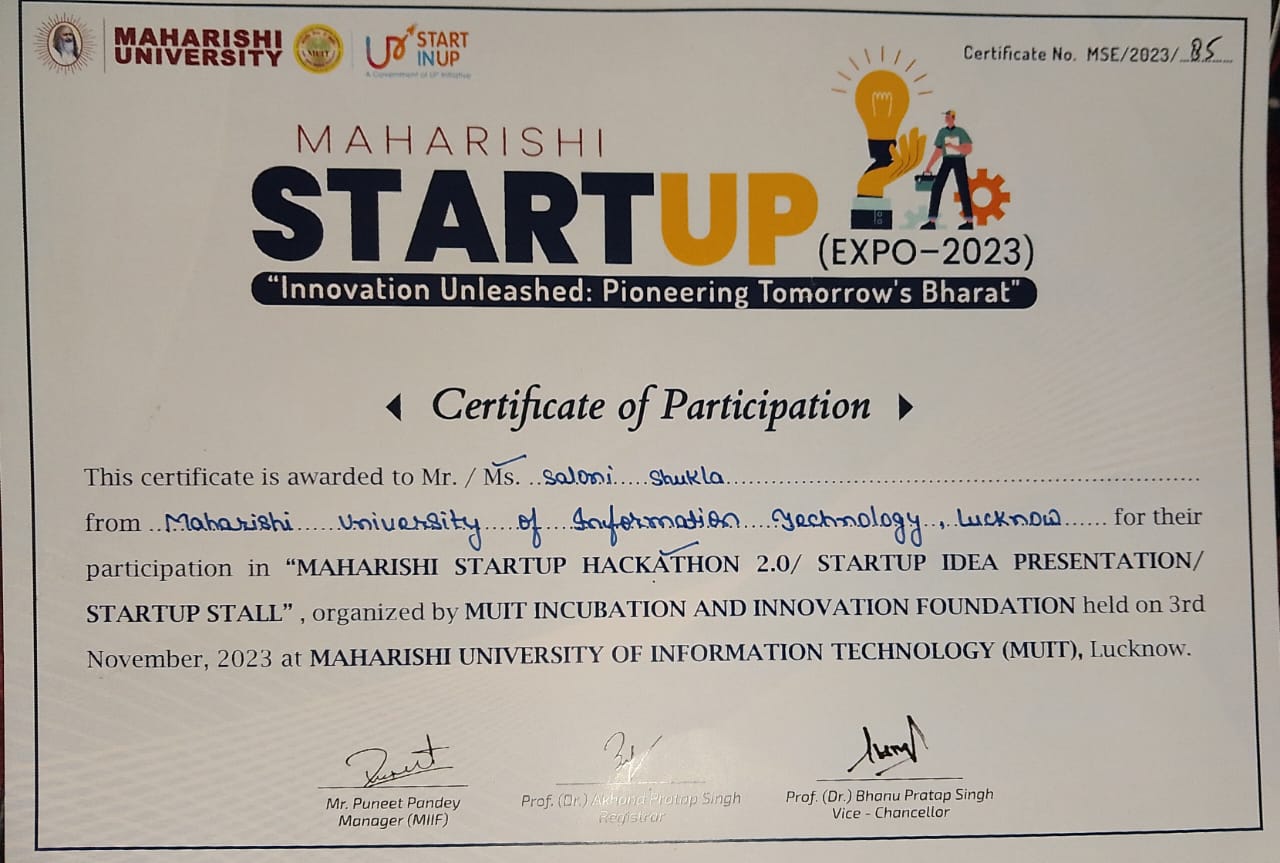 MAHARISHI
UNIVERSITY
MUIT
START
INUP
A Government of UP Initiative
Certificate No. MSE/2023/...85......
MAHARISHI
STARTUP
(EXPO-2023)
"Innovation Unleashed: Pioneering Tomorrow's Bharat"
Certificate of Participation
This certificate is awarded to Mr. / Ms. Saloni Shukla
from Maharishi University of Information Technology, Lucknow for their
participation in “MAHARISHI STARTUP HACKATHON 2.0/ STARTUP IDEA PRESENTATION/
STARTUP STALL” , organized by MUIT INCUBATION AND INNOVATION FOUNDATION held on 3rd
November, 2023 at MAHARISHI UNIVERSITY OF INFORMATION TECHNOLOGY (MUIT), Lucknow.
Puneet
Mr. Puneet Pandey
Manager (MIIF)
Prof. (Dr.) Akhand Pratap Singh
Registrar
Prof. (Dr.) Bhanu Pratap Singh
Vice - Chancellor